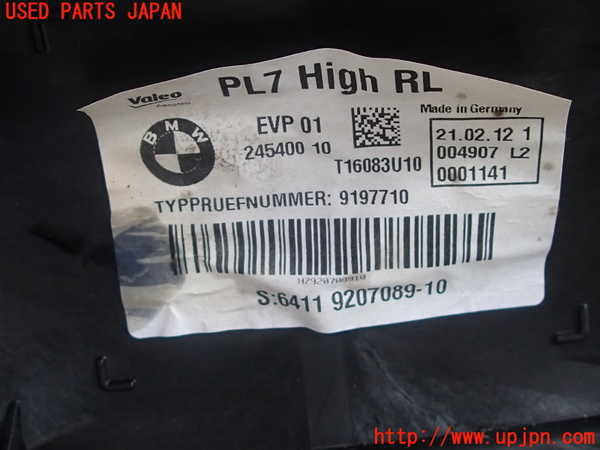 USED PARTS JAPAN
Valeo
PL7 High RL
Made in Germany
BMW
EVP 01
245400 10
T16083U10
21.02.12 1
004907 L2
0001141
TYPPRUEFNUMMER: 9197710
HZ920708910
S:6411 9207089-10
http://www.upjpn.com